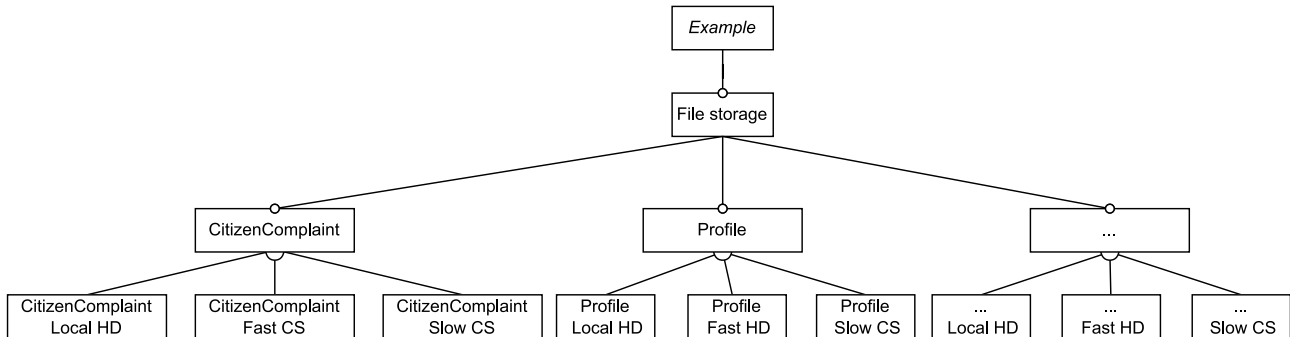 Example
File storage
CitizenComplaint
Profile
...
CitizenComplaint
Local HD
CitizenComplaint
Fast CS
CitizenComplaint
Slow CS
Profile
Local HD
Profile
Fast HD
Profile
Slow CS
...
Local HD
...
Fast HD
...
Slow CS